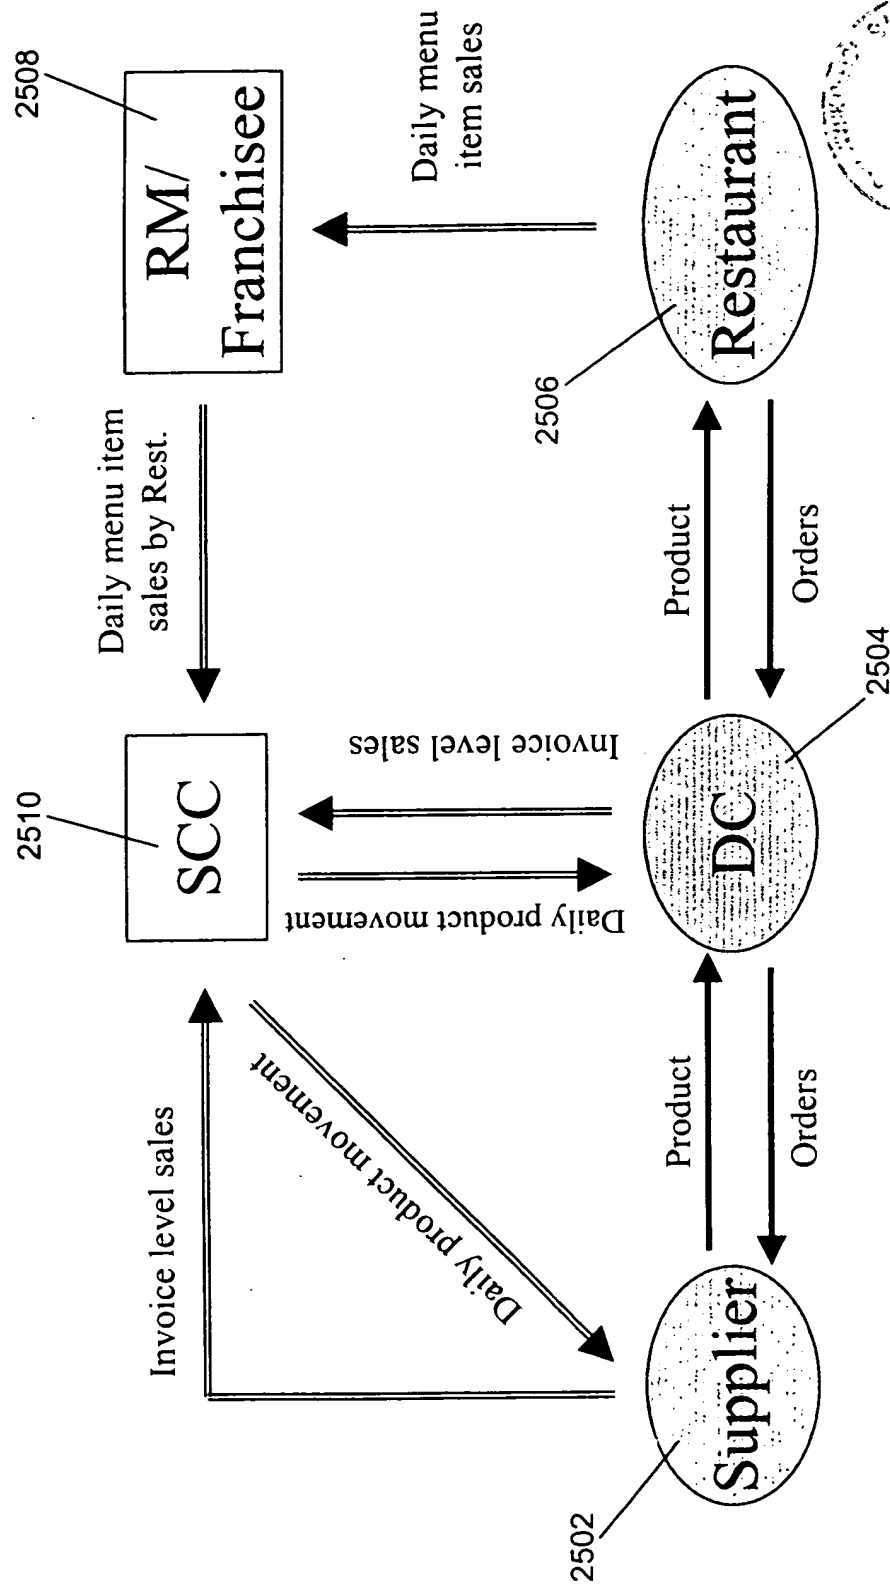 2510
2508
SCC
RM/
Franchisee
Invoice level sales
Daily menu item
sales by Rest.
Daily menu
item sales
Daily product movement
Daily product movement
Invoice level sales
2502
2506
Product
Product
Supplier
DC
Restaurant
Orders
Orders
2504